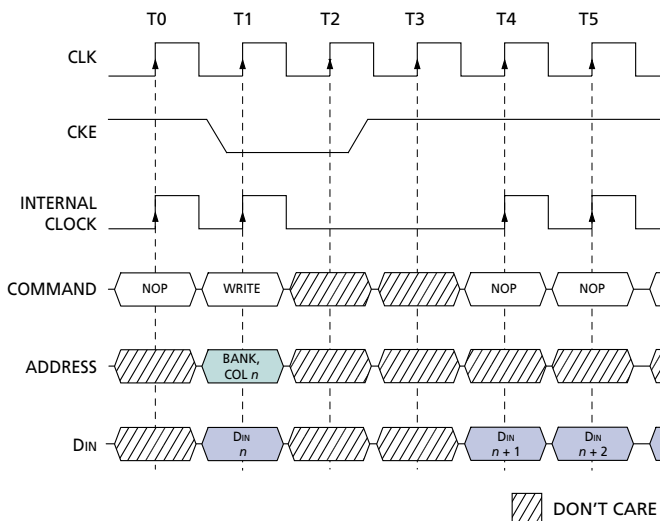 T0 T1 T2 T3 T4 T5
CLK
CKE
INTERNAL
CLOCK
COMMAND NOP WRITE NOP NOP
ADDRESS BANK,
COL n
DIN DIN
n DIN
n + 1 DIN
n + 2
DON'T CARE